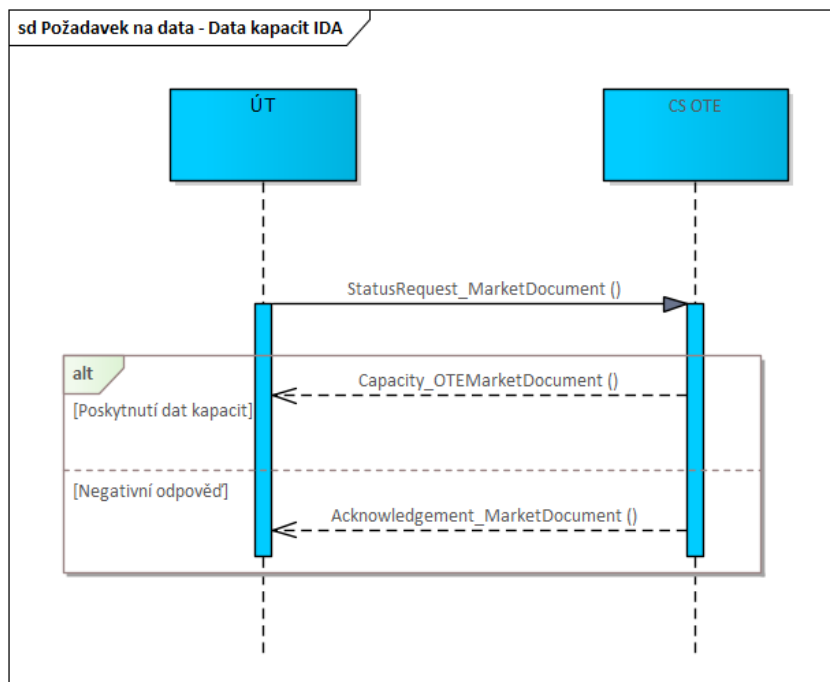 sd Požadavek na data - Data kapacit IDA
ÚT
CS OTE
StatusRequest_MarketDocument ()
alt
Capacity_OTEMarketDocument ()
[Poskytnutí dat kapacit]
[Negativní odpověď]
Acknowledgement_MarketDocument ()